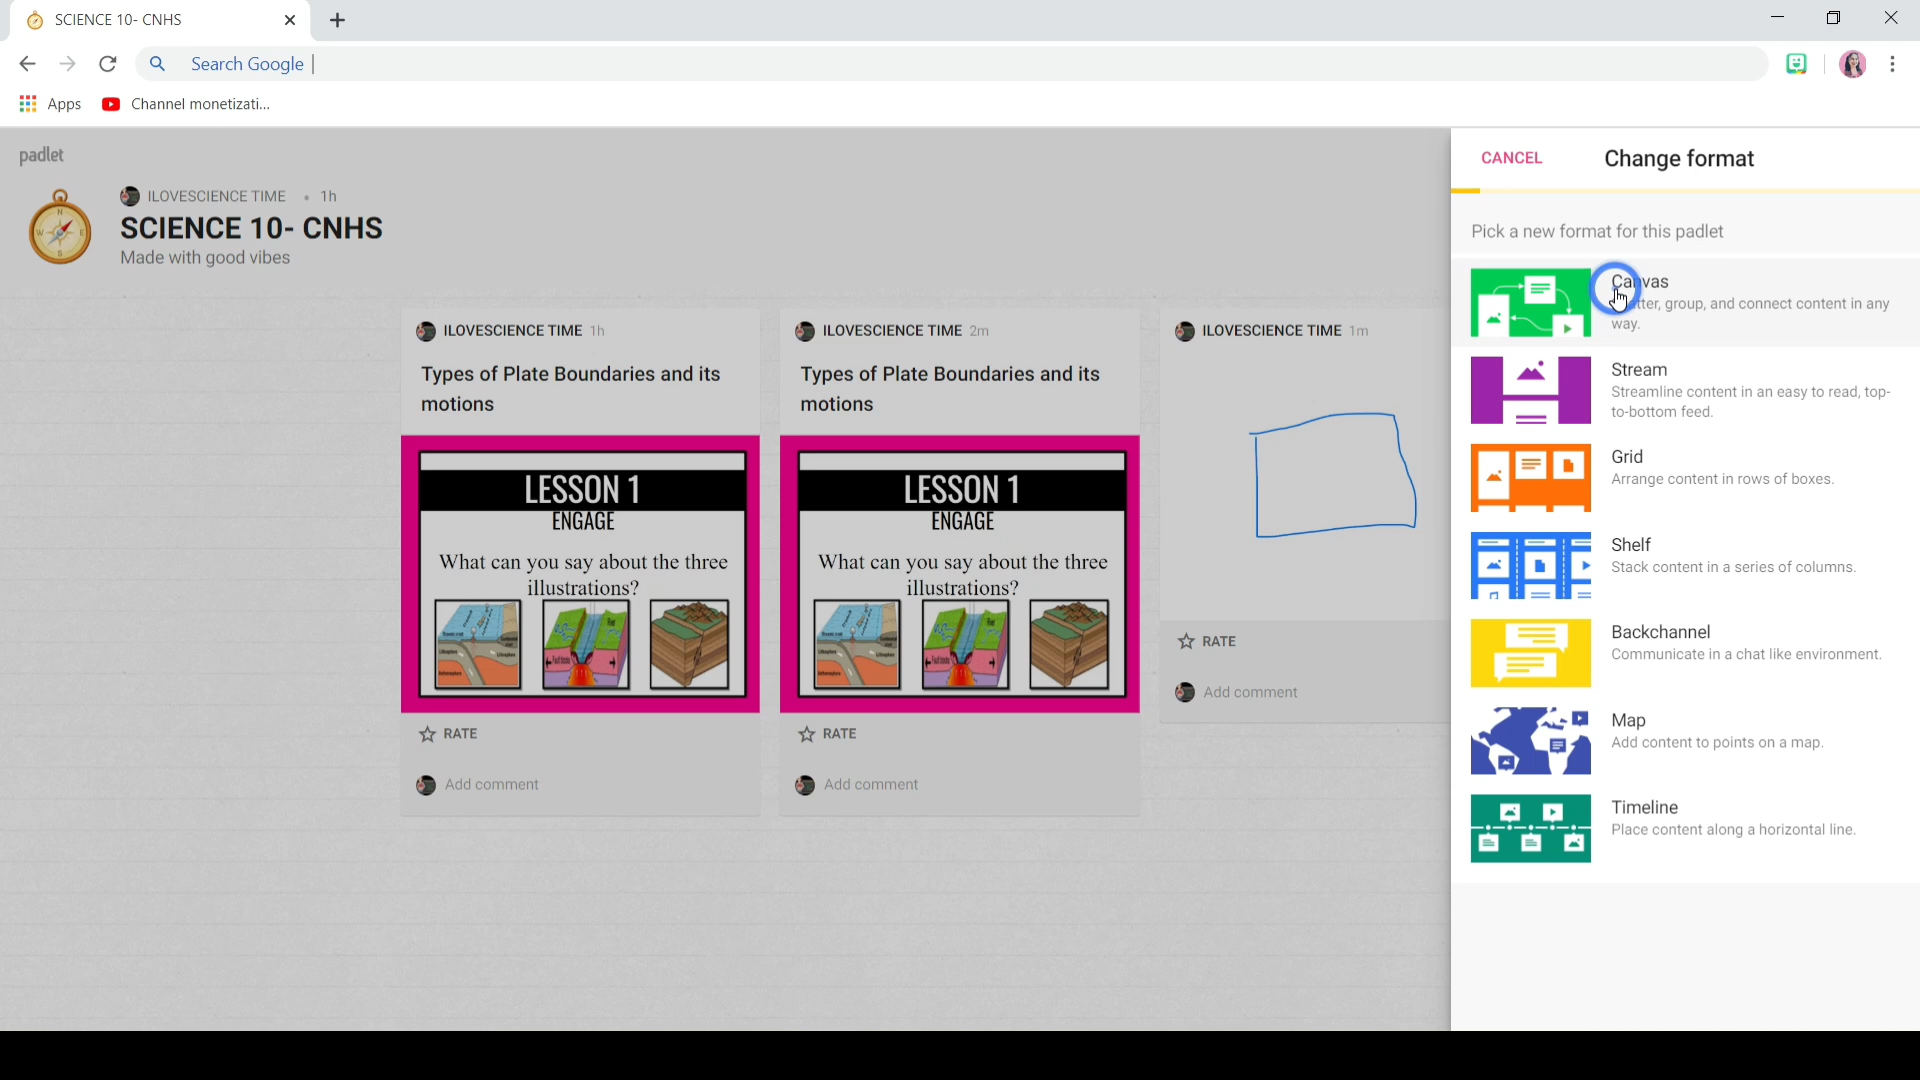 SCIENCE 10- CNHS
Search Google
Apps
Channel monetizati...
padlet
ILOVESCIENCE TIME • 1h
SCIENCE 10- CNHS
Made with good vibes
ILOVESCIENCE TIME 1h
Types of Plate Boundaries and its
motions
LESSON 1
ENGAGE
What can you say about the three
illustrations?
RATE
Add comment
ILOVESCIENCE TIME 2m
Types of Plate Boundaries and its
motions
LESSON 1
ENGAGE
What can you say about the three
illustrations?
RATE
Add comment
ILOVESCIENCE TIME 1m
RATE
Add comment
CANCEL
Change format
Pick a new format for this padlet
Canvas
group, and connect content in any
way.
Stream
Streamline content in an easy to read, top-
to-bottom feed.
Grid
Arrange content in rows of boxes.
Shelf
Stack content in a series of columns.
Backchannel
Communicate in a chat like environment.
Map
Add content to points on a map.
Timeline
Place content along a horizontal line.